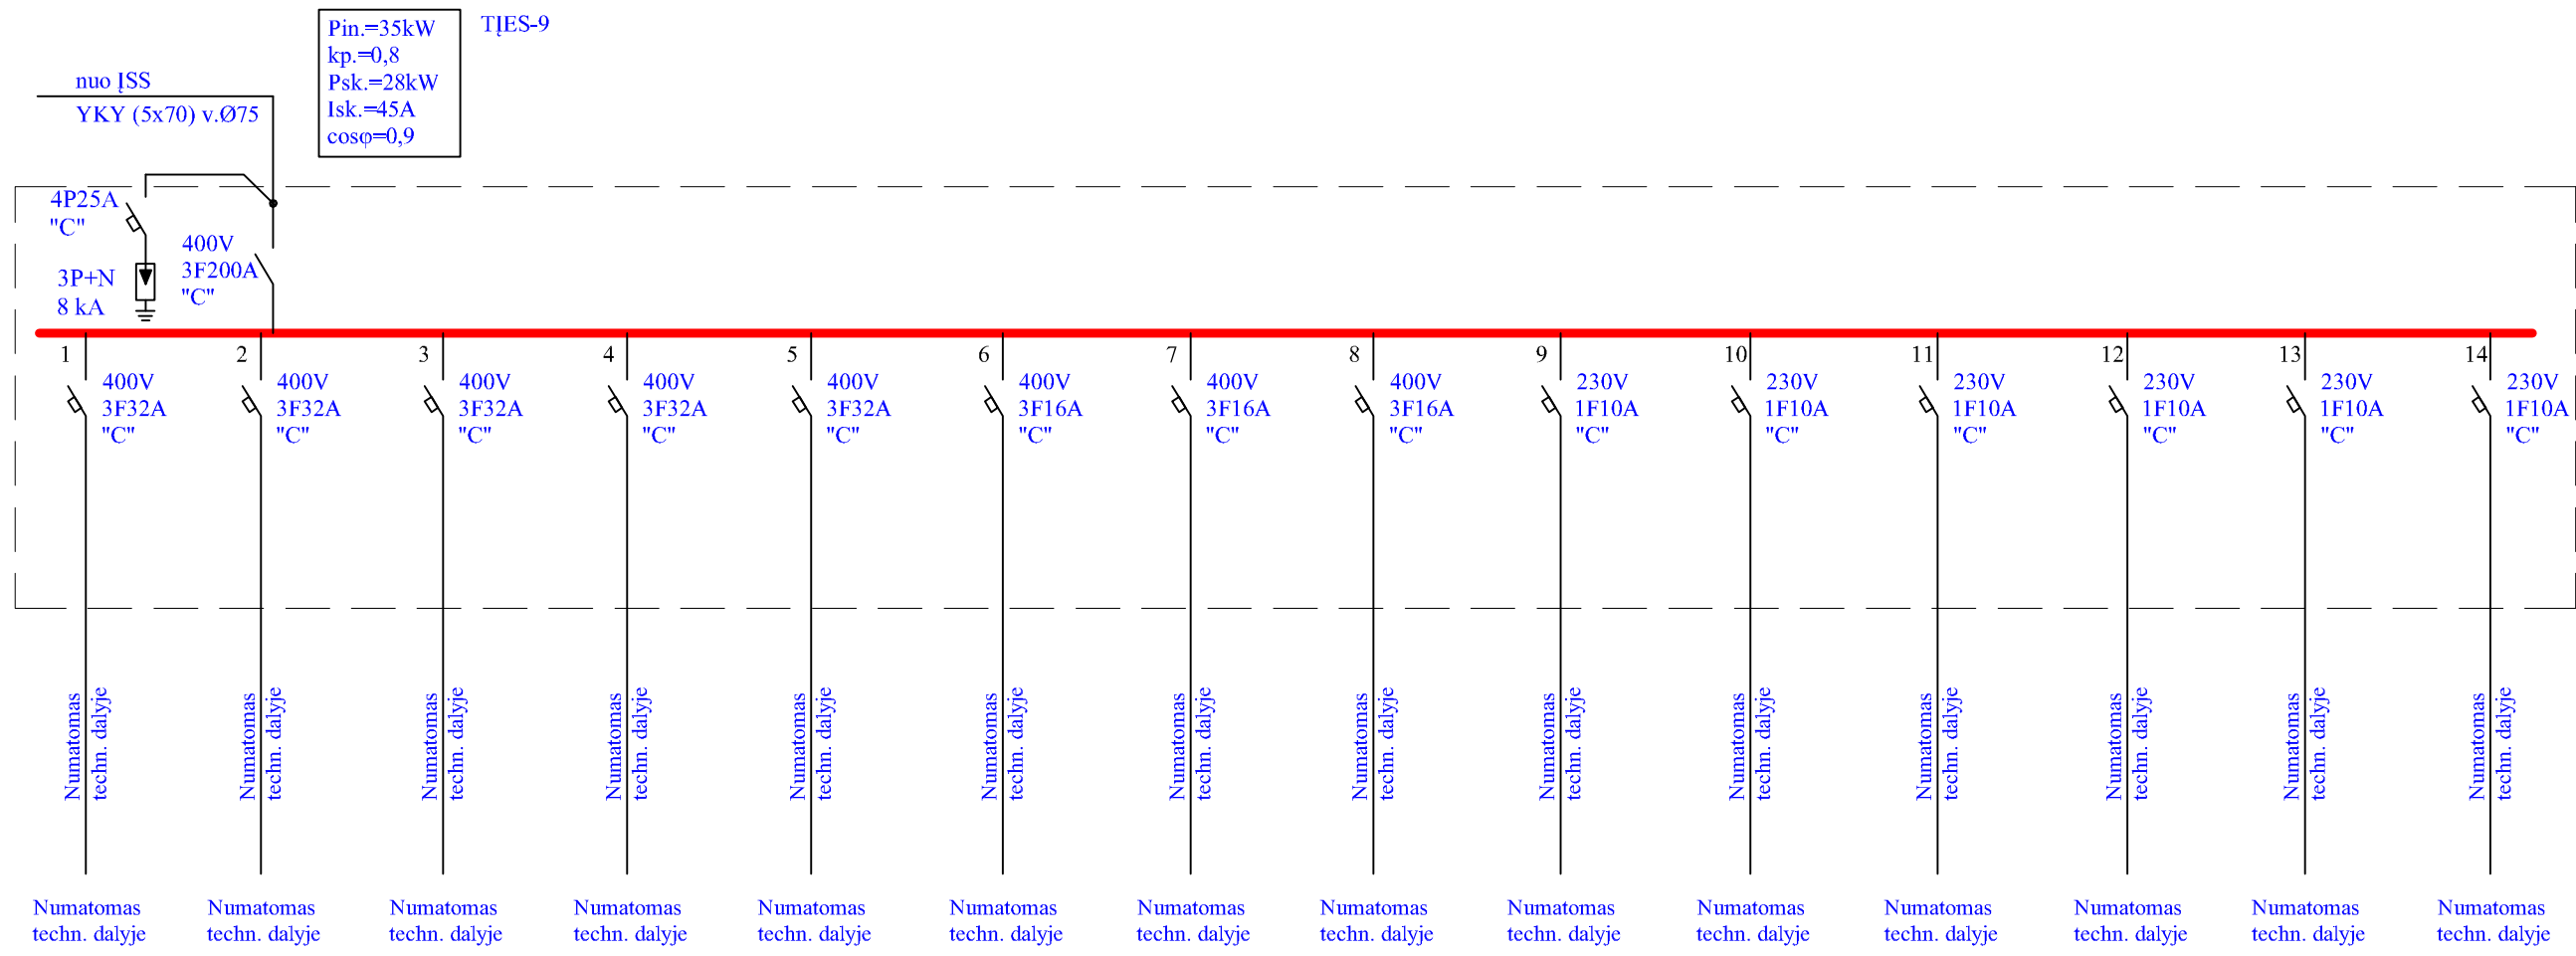 Pin.=35kW
kp.=0,8
Psk.=28kW
Isk.=45A
cosφ=0,9
TĮES-9
nuo ĮSS
YKY (5x70) v.Ø75
4P25A
"C"
3P+N
8 kA
400V
3F200A
"C"
1
400V
3F32A
"C"
2
400V
3F32A
"C"
3
400V
3F32A
"C"
4
400V
3F32A
"C"
5
400V
3F32A
"C"
6
400V
3F16A
"C"
7
400V
3F16A
"C"
8
400V
3F16A
"C"
9
230V
1F10A
"C"
10
230V
1F10A
"C"
11
230V
1F10A
"C"
12
230V
1F10A
"C"
13
230V
1F10A
"C"
14
230V
1F10A
"C"
Numatomas
techn. dalyje
Numatomas
techn. dalyje
Numatomas
techn. dalyje
Numatomas
techn. dalyje
Numatomas
techn. dalyje
Numatomas
techn. dalyje
Numatomas
techn. dalyje
Numatomas
techn. dalyje
Numatomas
techn. dalyje
Numatomas
techn. dalyje
Numatomas
techn. dalyje
Numatomas
techn. dalyje
Numatomas
techn. dalyje
Numatomas
techn. dalyje
Numatomas
techn. dalyje
Numatomas
techn. dalyje
Numatomas
techn. dalyje
Numatomas
techn. dalyje
Numatomas
techn. dalyje
Numatomas
techn. dalyje
Numatomas
techn. dalyje
Numatomas
techn. dalyje
Numatomas
techn. dalyje
Numatomas
techn. dalyje
Numatomas
techn. dalyje
Numatomas
techn. dalyje
Numatomas
techn. dalyje
Numatomas
techn. dalyje